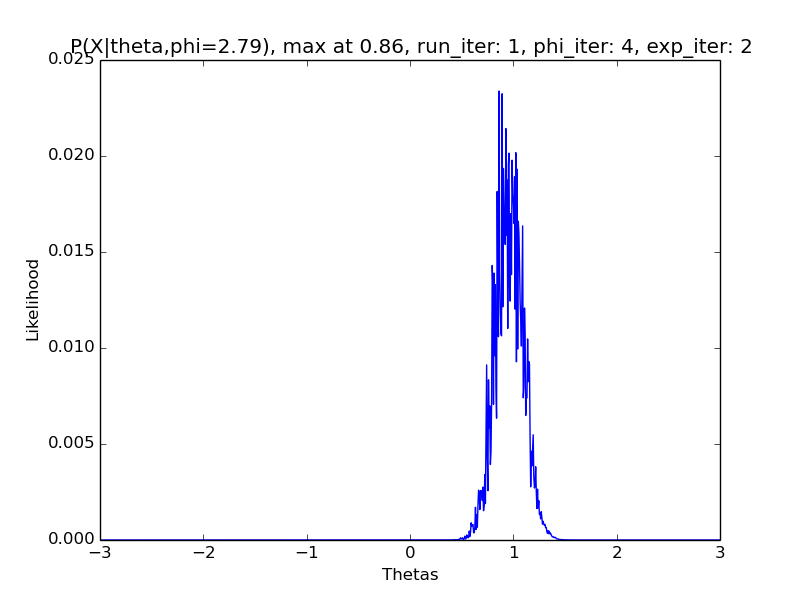 P(X|theta,phi=2.79), max at 0.86, run_iter: 1, phi_iter: 4, exp_iter: 2
0.025
0.020
0.015
0.010
0.005
0.000
Likelihood
−3 −2 −1 0 1 2 3
Thetas